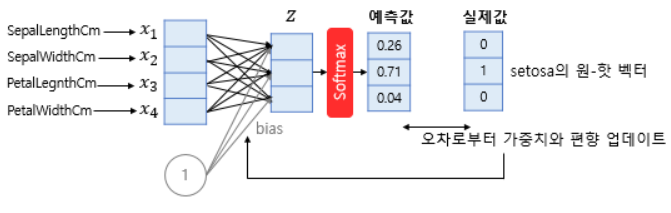 SepalLengthCm x1
SepalWidthCm x2
PetalLegnthCm x3
PetalWidthCm x4
z
bias
1
Softmax
예측값
0.26
0.71
0.04
실제값
0
1
0
setosa의 원-핫 벡터
오차로부터 가중치와 편향 업데이트